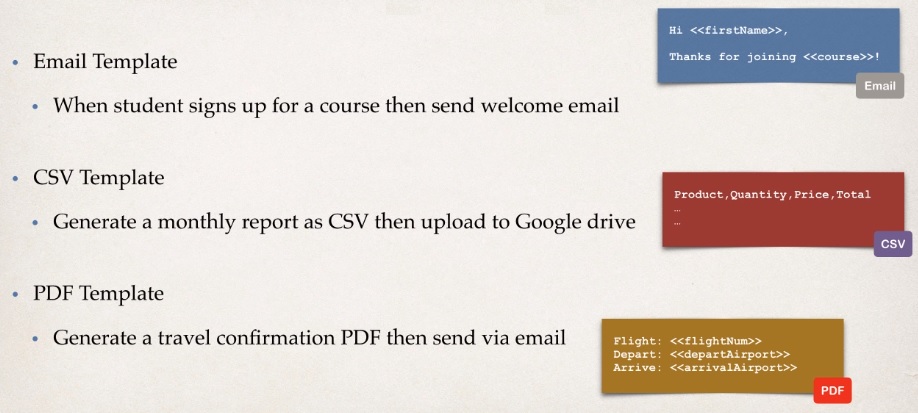 Email Template
When student signs up for a course then send welcome email
Hi <<firstName>>,
Thanks for joining <<course>>!
Email
CSV Template
Generate a monthly report as CSV then upload to Google drive
Product,Quantity,Price,Total
…
…
CSV
PDF Template
Generate a travel confirmation PDF then send via email
Flight: <<flightNum>>
Depart: <<departAirport>>
Arrive: <<arrivalAirport>>
PDF